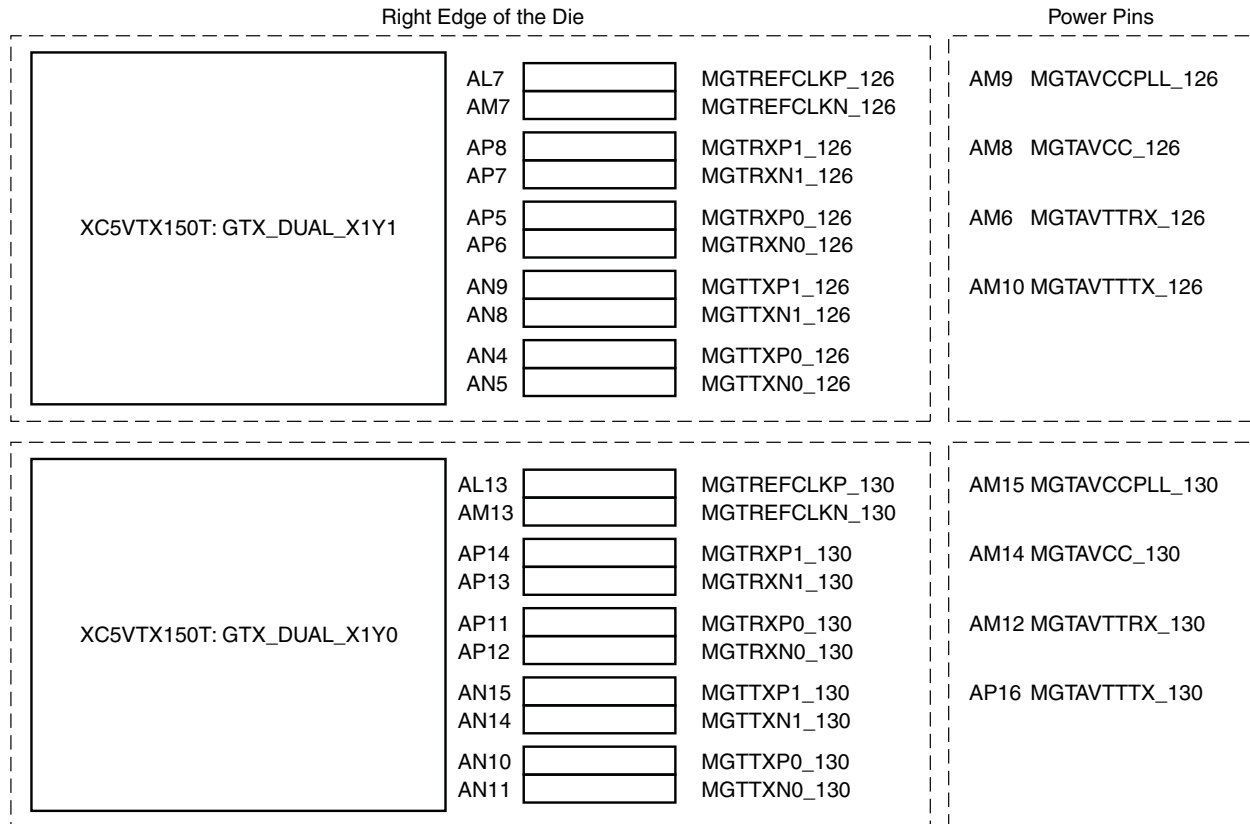 Right Edge of the Die
Power Pins
XC5VTX150T: GTX_DUAL_X1Y1
AL7 MGTREFCLKP_126
AM7 MGTREFCLKN_126
AP8 MGTRXP1_126
AP7 MGTRXN1_126
AP5 MGTRXP0_126
AP6 MGTRXN0_126
AN9 MGTTXP1_126
AN8 MGTTXN1_126
AN4 MGTTXP0_126
AN5 MGTTXN0_126
AM9 MGTAVCCPLL_126
AM8 MGTAVCC_126
AM6 MGTAVTTRX_126
AM10 MGTAVTTTX_126
XC5VTX150T: GTX_DUAL_X1Y0
AL13 MGTREFCLKP_130
AM13 MGTREFCLKN_130
AP14 MGTRXP1_130
AP13 MGTRXN1_130
AP11 MGTRXP0_130
AP12 MGTRXN0_130
AN15 MGTTXP1_130
AN14 MGTTXN1_130
AN10 MGTTXP0_130
AN11 MGTTXN0_130
AM15 MGTAVCCPLL_130
AM14 MGTAVCC_130
AM12 MGTAVTTRX_130
AP16 MGTAVTTTX_130